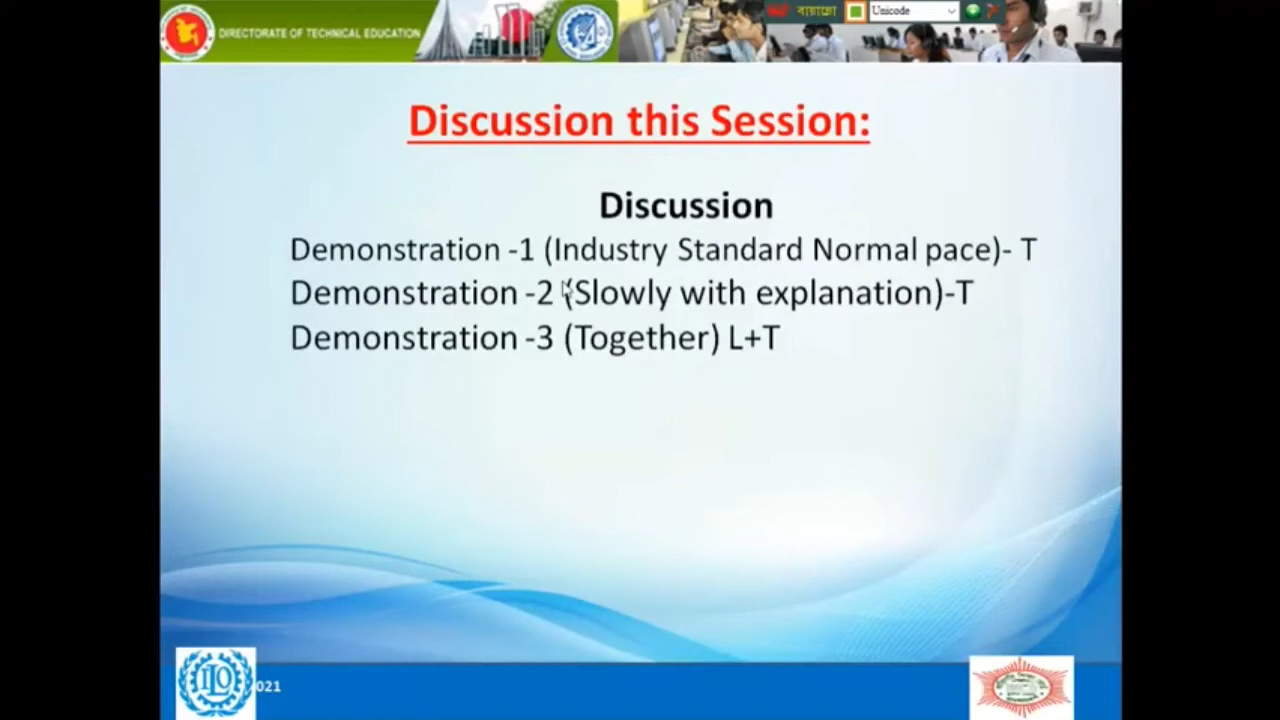 DIRECTORATE OF TECHNICAL EDUCATION
বায়ান্নো
Unicode
Discussion this Session:
Discussion
Demonstration -1 (Industry Standard Normal pace)- T
Demonstration -2 (Slowly with explanation)-T
Demonstration -3 (Together) L+T
ILO
021